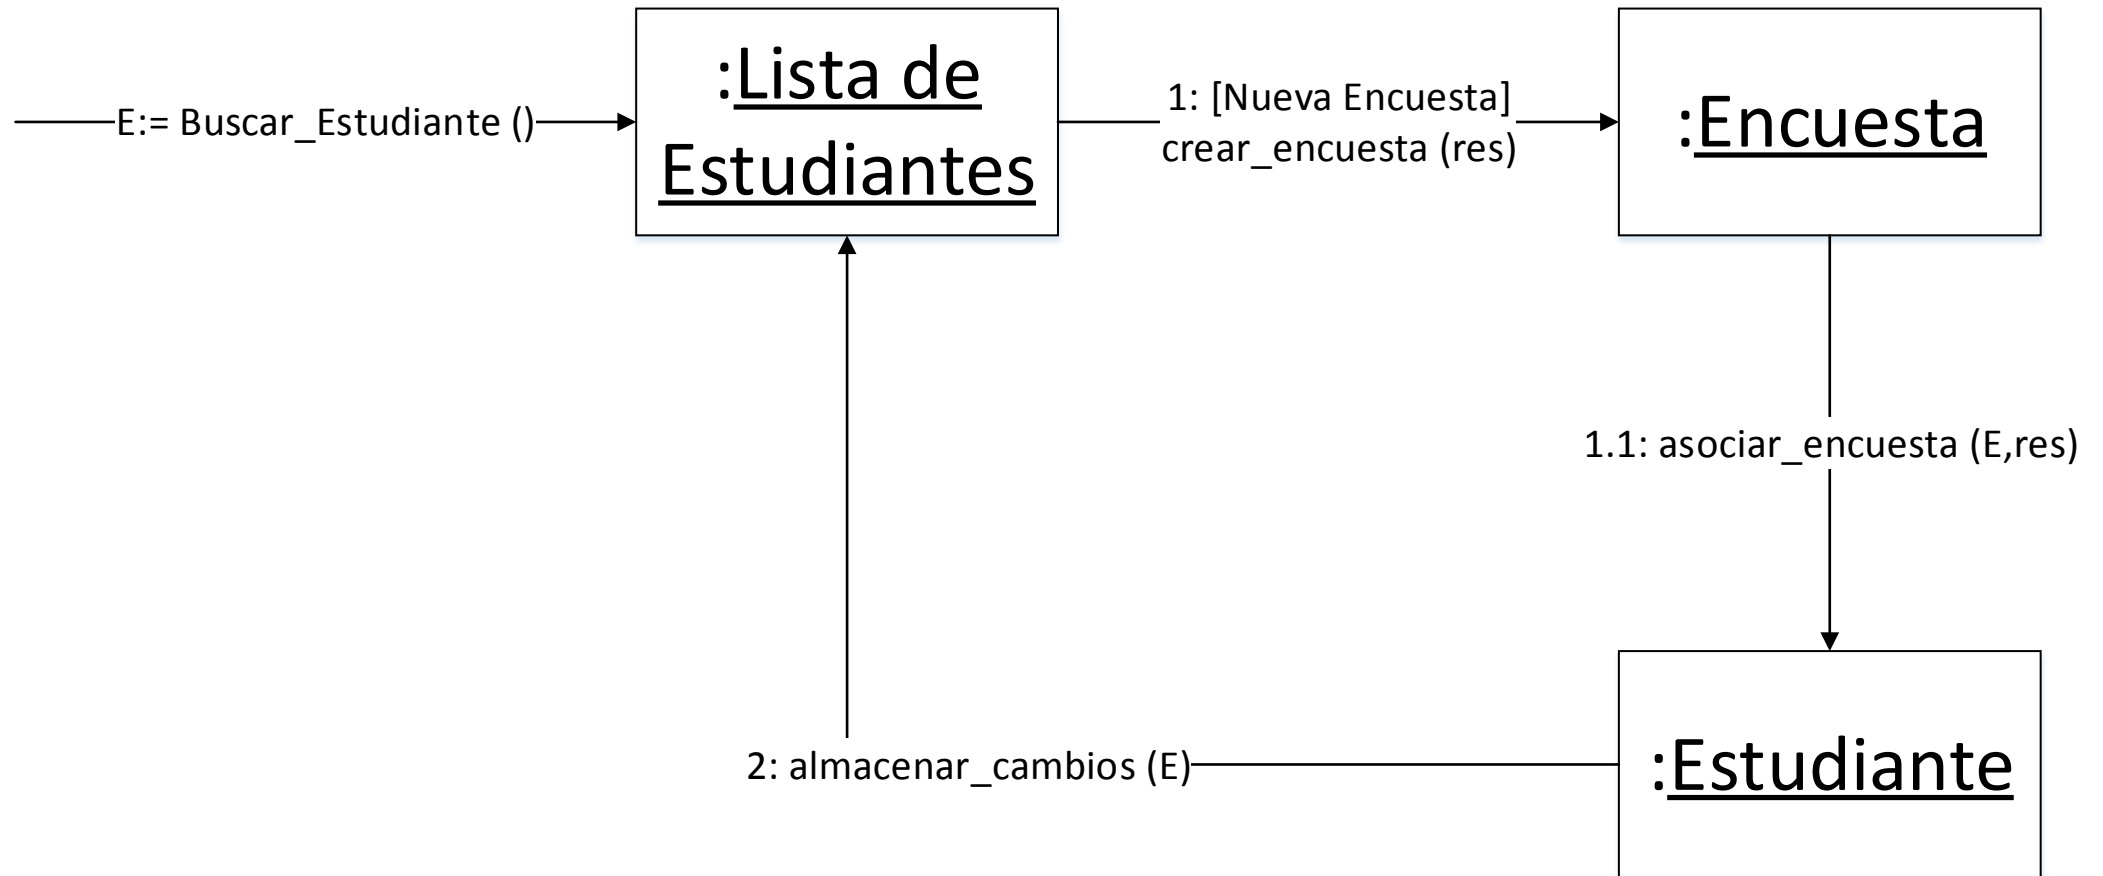 E:= Buscar_Estudiante ()
:Lista de
Estudiantes
1: [Nueva Encuesta]
crear_encuesta (res)
:Encuesta
1.1: asociar_encuesta (E,res)
2: almacenar_cambios (E)
:Estudiante